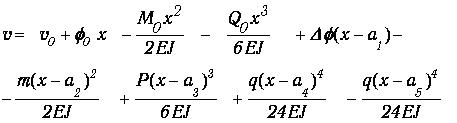 v = v₀ + ϕ₀ x − M₀x²/2EJ − Q₀x³/6EJ + Δϕ(x−a₁)−
− m(x−a₂)²/2EJ + P(x−a₃)³/6EJ + q(x−a₄)⁴/24EJ − q(x−a₅)⁴/24EJ